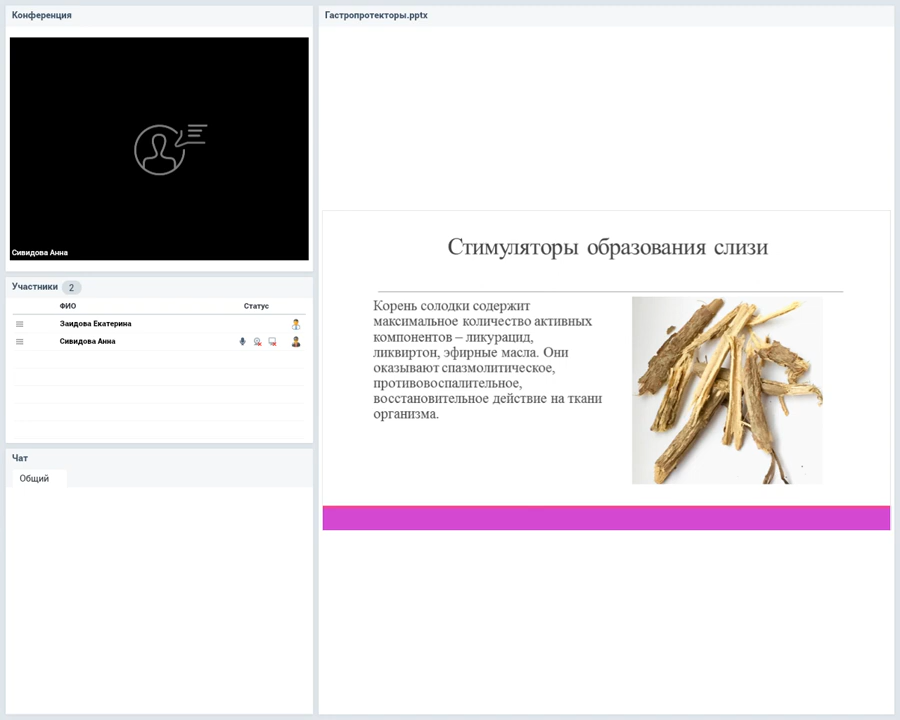 Конференция
Сивидова Анна
Участники 2
ФИО Статус
Заидова Екатерина
Сивидова Анна
Чат
Общий
Гастропротекторы.pptx
Стимуляторы образования слизи
Корень солодки содержит
максимальное количество активных
компонентов – ликурацид,
ликвиртон, эфирные масла. Они
оказывают спазмолитическое,
противовоспалительное,
восстановительное действие на ткани
организма.